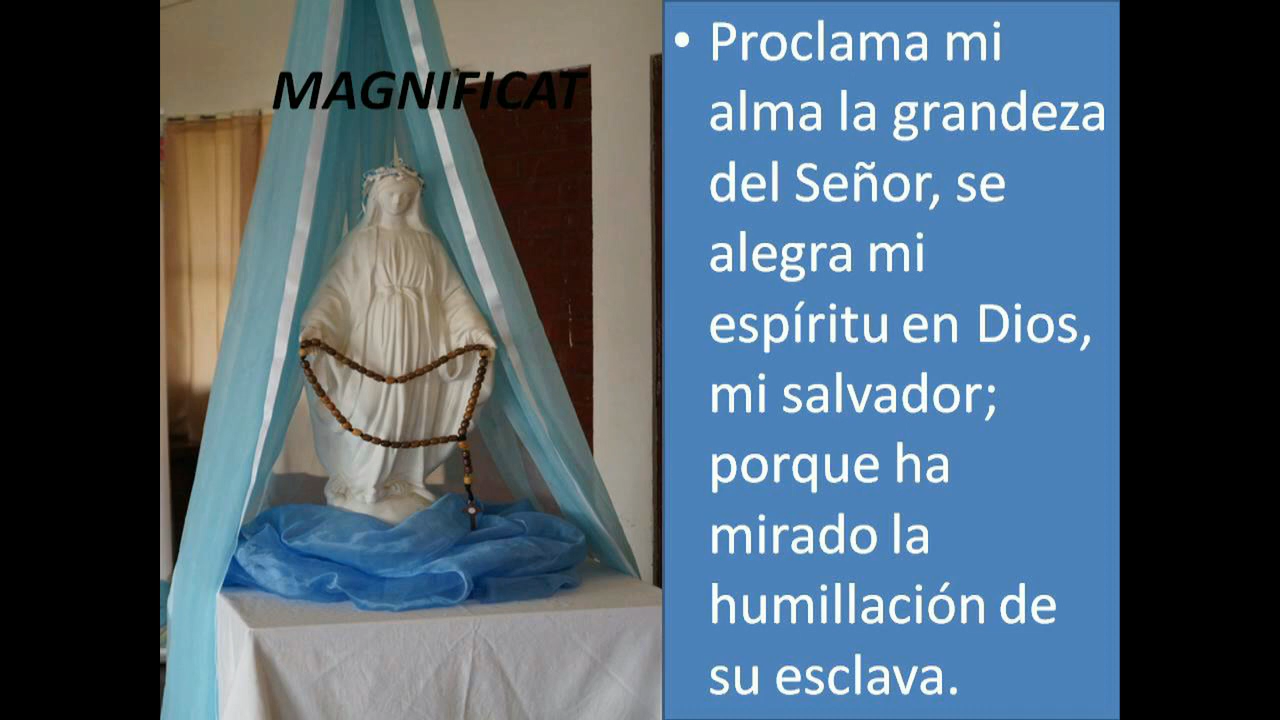 MAGNIFICAT
• Proclama mi
alma la grandeza
del Señor, se
alegra mi
espíritu en Dios,
mi salvador;
porque ha
mirado la
humillación de
su esclava.